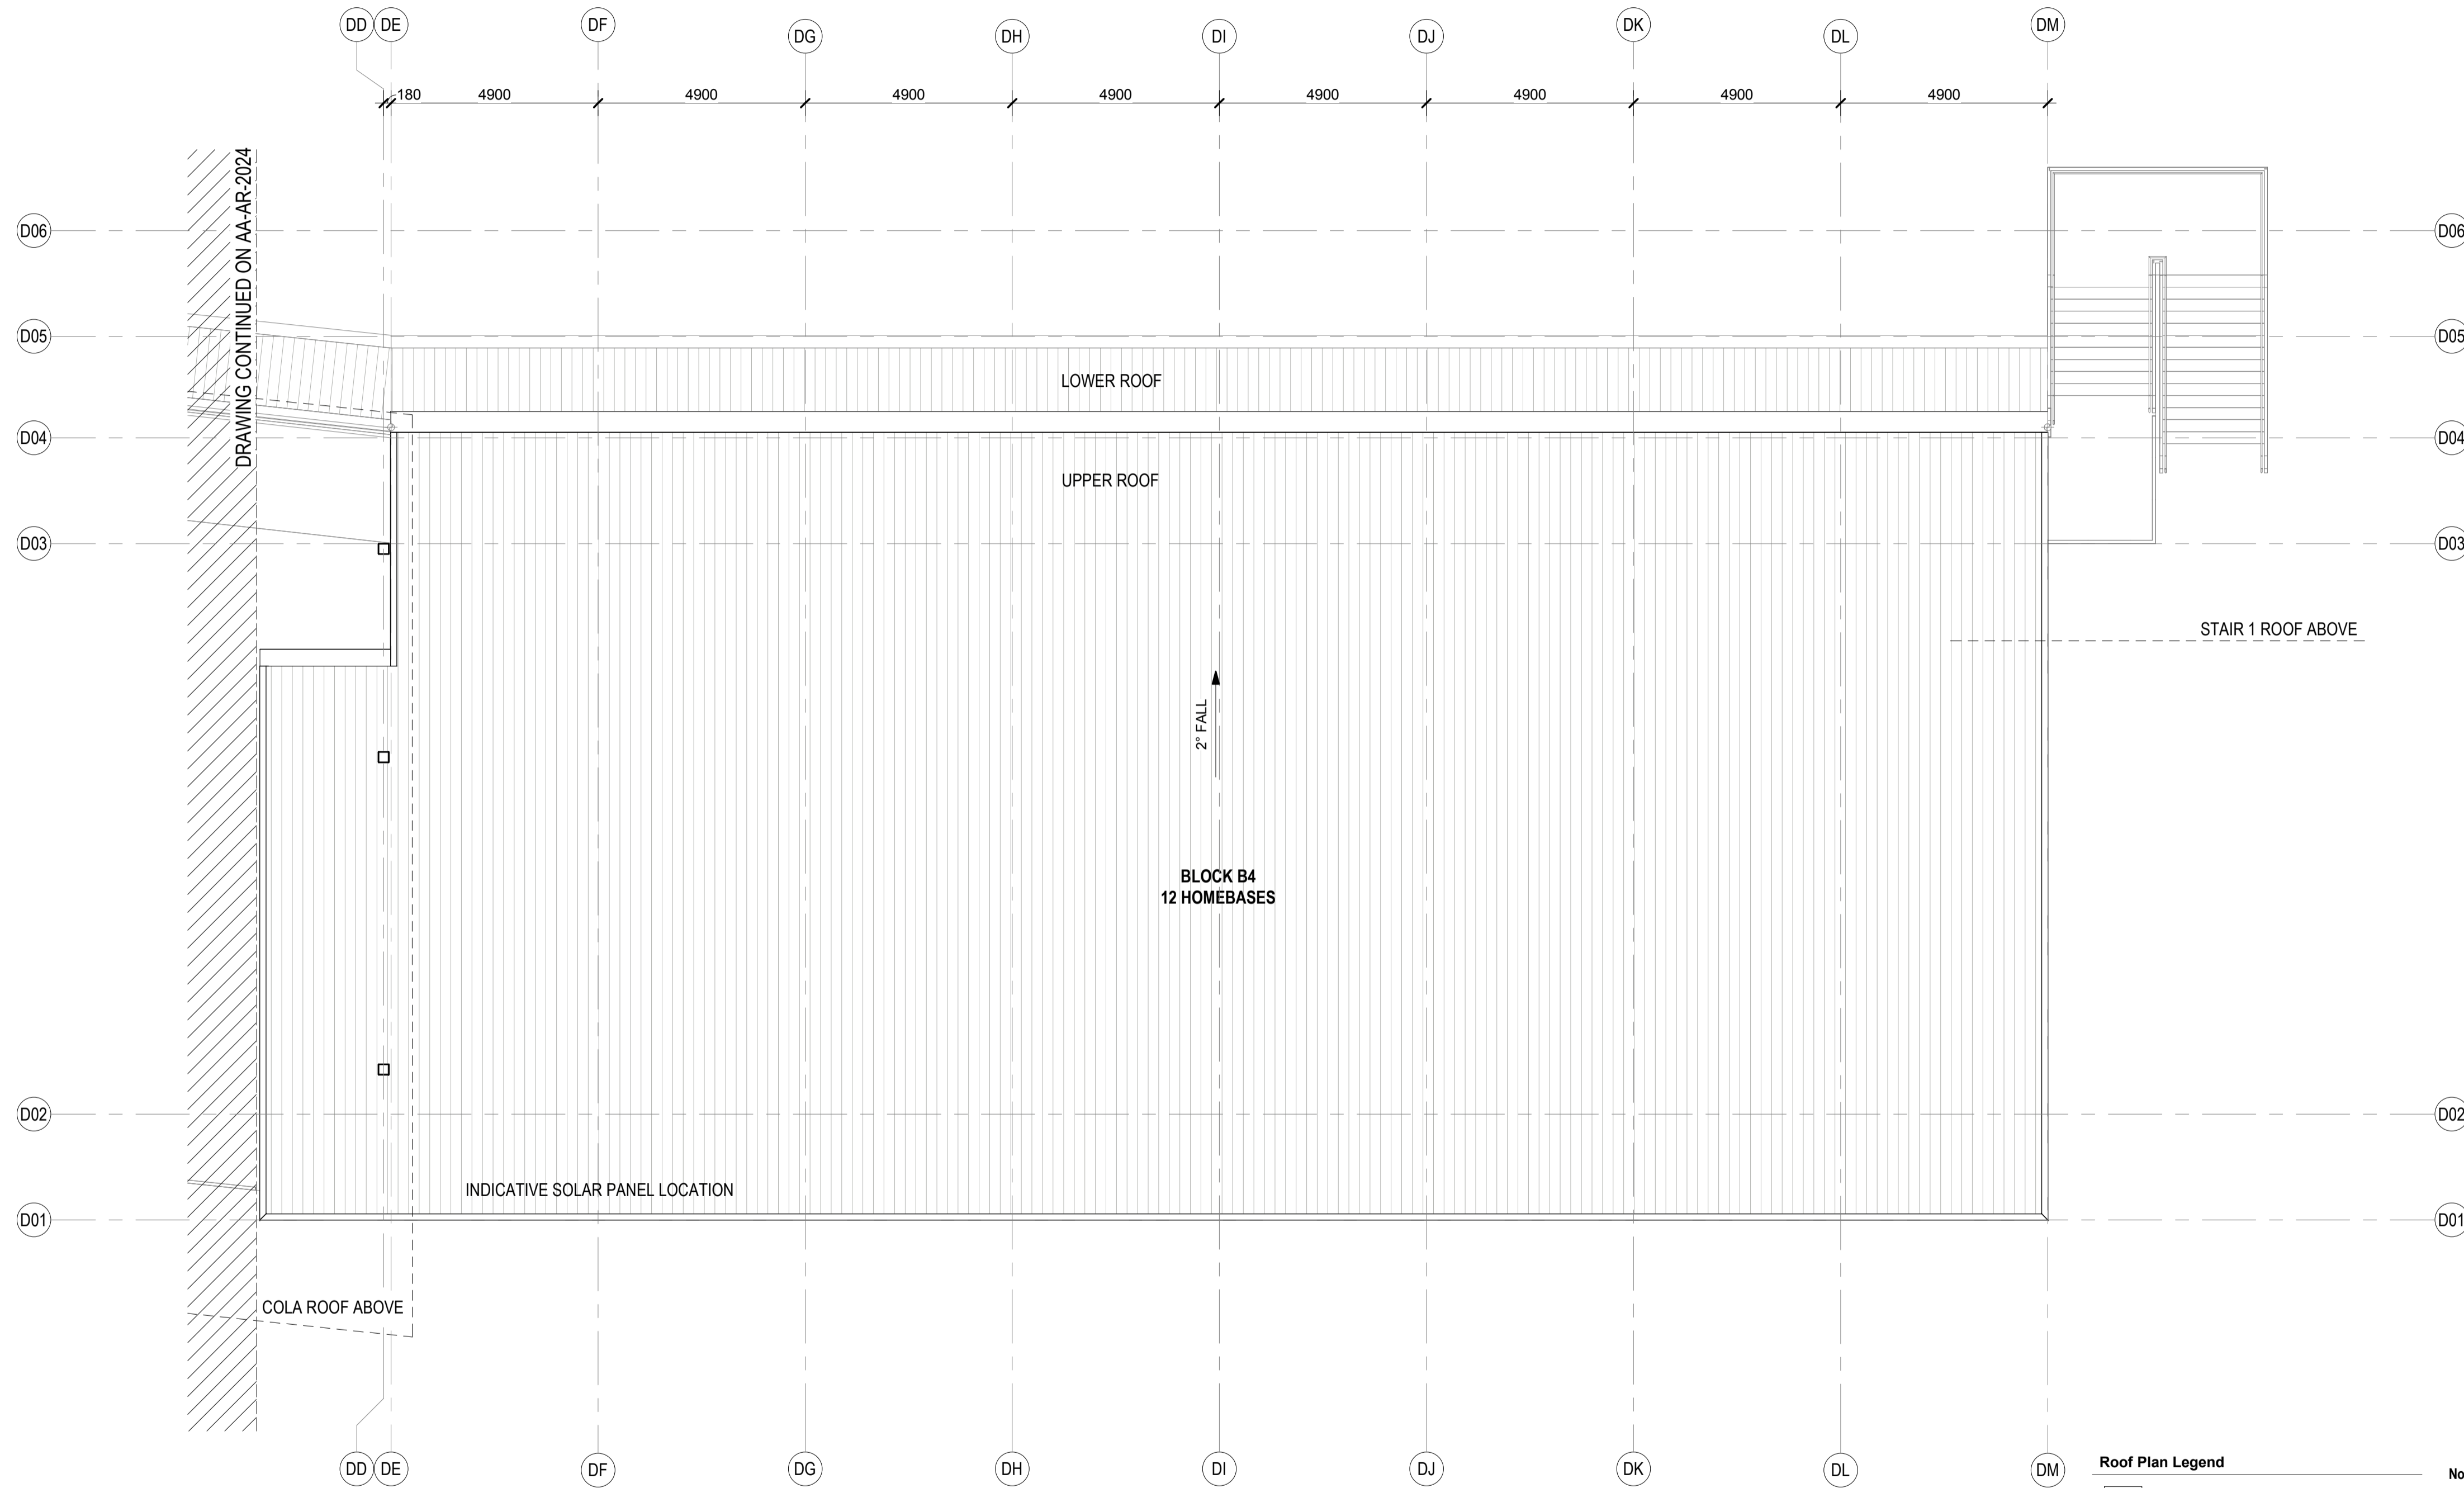 DD DE DF DG DH DI DJ DK DL DM
180 4900 4900 4900 4900 4900 4900 4900 4900
DRAWING CONTINUED ON AA-AR-2024
D06 D06
D05 D05
LOWER ROOF
D04 D04
UPPER ROOF
D03 D03
STAIR 1 ROOF ABOVE
2° FALL
BLOCK B4
12 HOMEBASES
D02 D02
INDICATIVE SOLAR PANEL LOCATION
D01 D01
COLA ROOF ABOVE
DD DE DF DG DH DI DJ DK DL DM
Roof Plan Legend
No